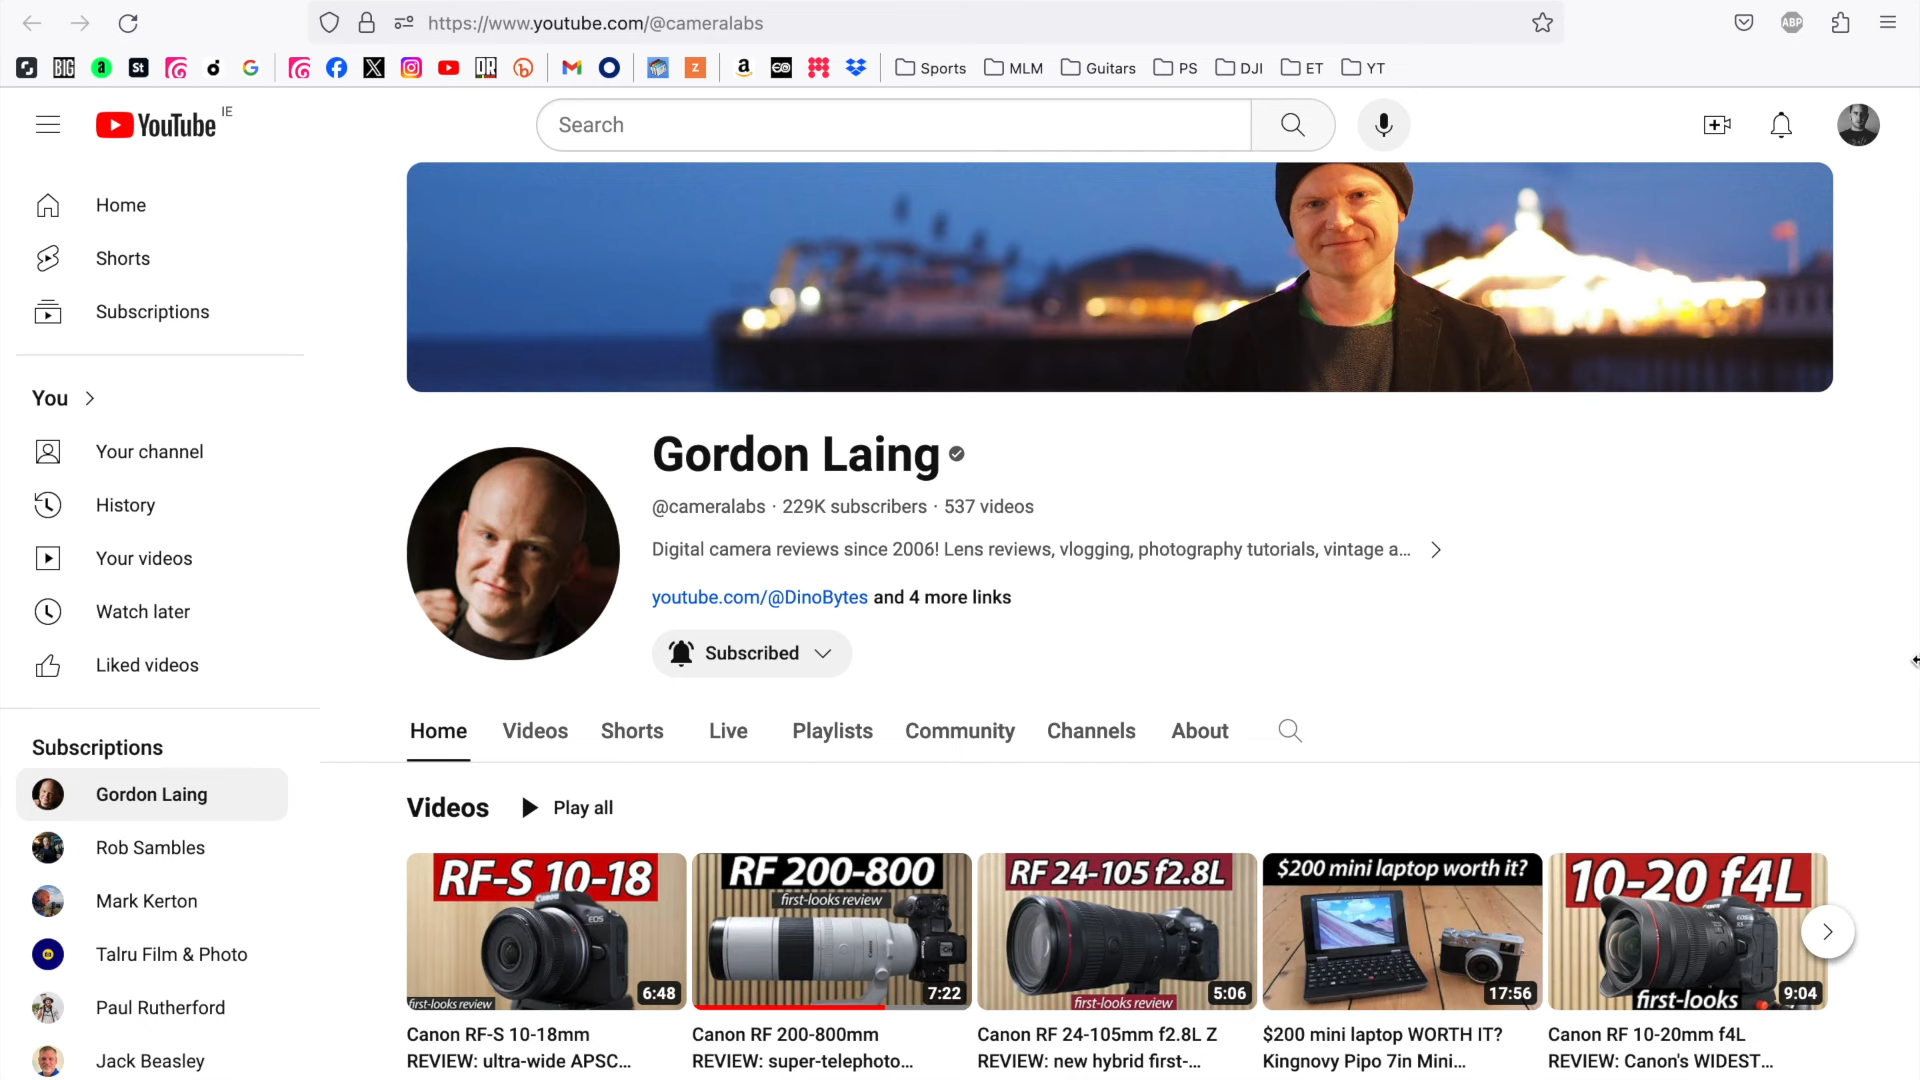 https://www.youtube.com/@cameralabs
ABP
BIG
a
St
G
X
DR
Z
a
Sports
MLM
Guitars
PS
DJI
ET
YT
YouTube IE
Search
Home
Shorts
Subscriptions
You
Your channel
History
Your videos
Watch later
Liked videos
Subscriptions
Gordon Laing
Rob Sambles
Mark Kerton
Talru Film & Photo
Paul Rutherford
Jack Beasley
Gordon Laing
@cameralabs · 229K subscribers · 537 videos
Digital camera reviews since 2006! Lens reviews, vlogging, photography tutorials, vintage a...
youtube.com/@DinoBytes and 4 more links
Subscribed
Home
Videos
Shorts
Live
Playlists
Community
Channels
About
Videos
Play all
RF-S 10-18
Canon
EOS
first-looks review
6:48
Canon RF-S 10-18mm
REVIEW: ultra-wide APSC...
RF 200-800
first-looks review
7:22
Canon RF 200-800mm
REVIEW: super-telephoto...
RF 24-105 f2.8L
first-looks review
5:06
Canon RF 24-105mm f2.8L Z
REVIEW: new hybrid first-...
$200 mini laptop worth it?
17:56
$200 mini laptop WORTH IT?
Kingnovy Pipo 7in Mini...
10-20 f4L
Canon
first-looks
9:04
Canon RF 10-20mm f4L
REVIEW: Canon's WIDEST...